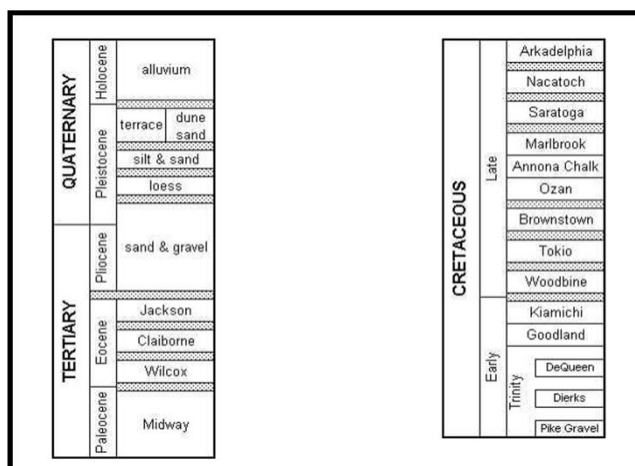 QUATERNARY
Holocene
alluvium
Pleistocene
terrace
dune
sand
silt & sand
loess
TERTIARY
Pliocene
sand & gravel
Eocene
Jackson
Claiborne
Wilcox
Paleocene
Midway
CRETACEOUS
Late
Arkadelphia
Nacatoch
Saratoga
Marlbrook
Annona Chalk
Ozan
Brownstown
Tokio
Woodbine
Early
Kiamichi
Goodland
Trinity
DeQueen
Dierks
Pike Gravel